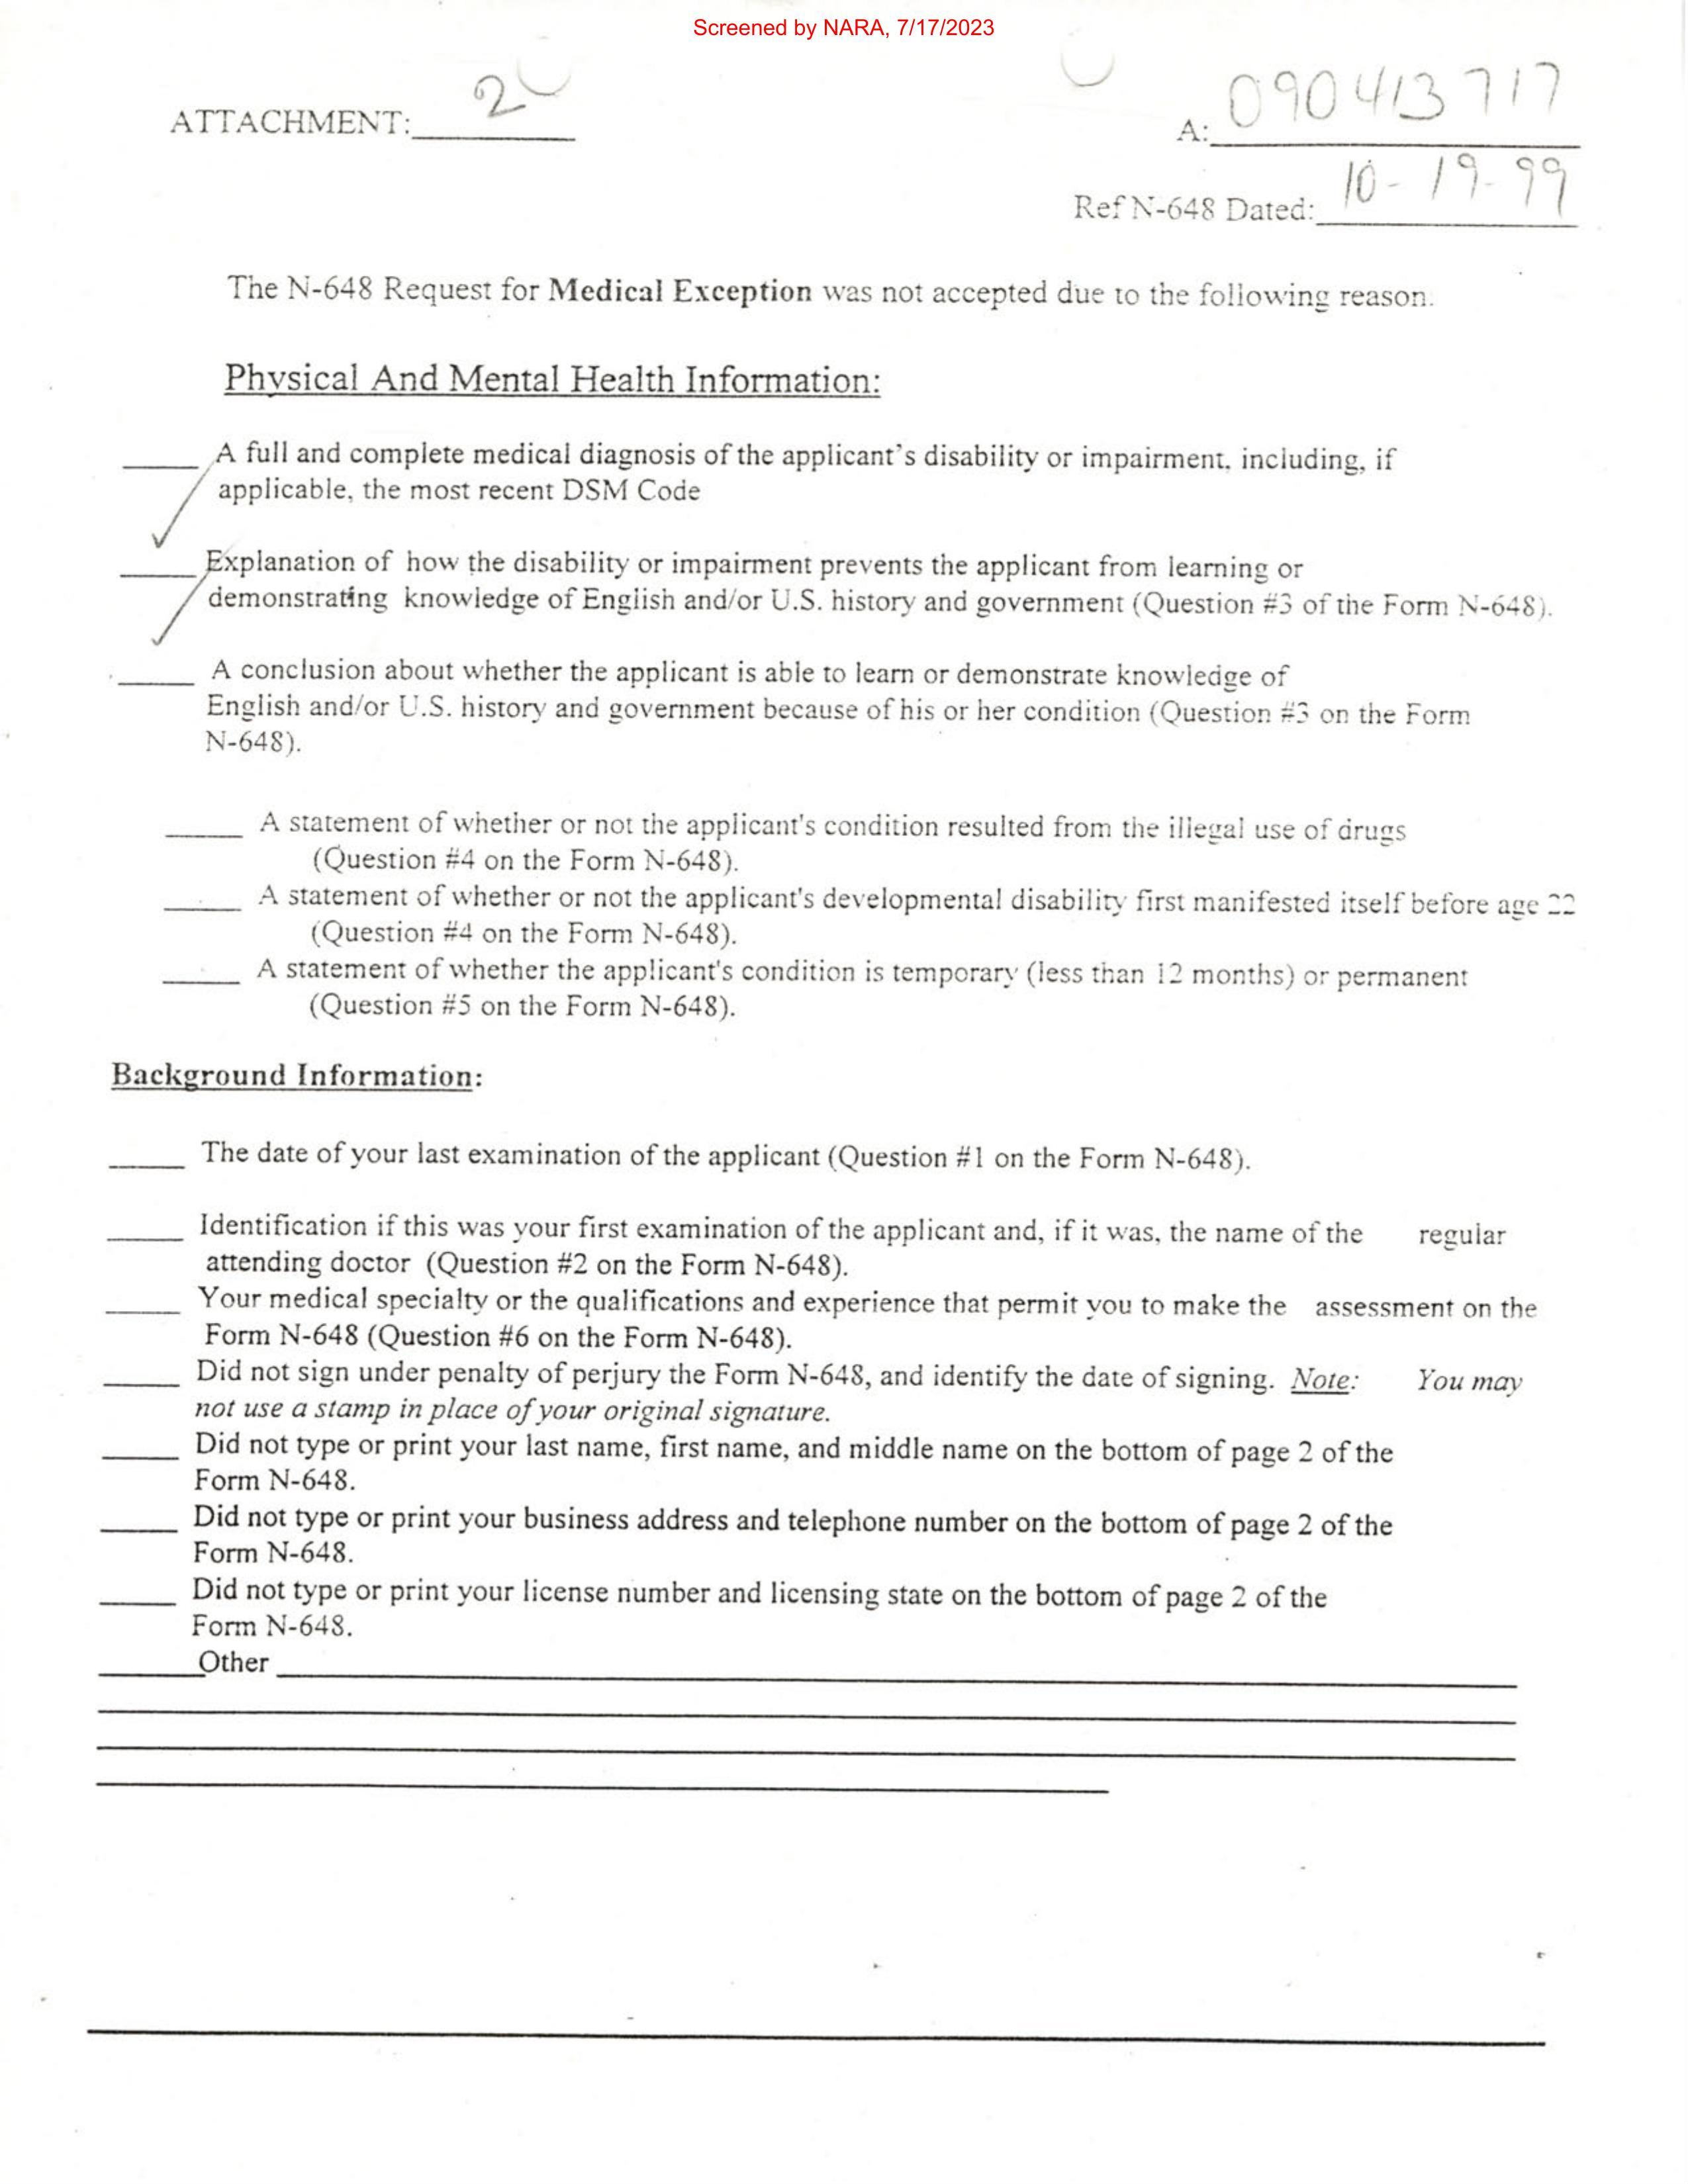 Screened by NARA, 7/17/2023
ATTACHMENT: 2
A: 090413717
Ref N-648 Dated: 10-19-99
The N-648 Request for Medical Exception was not accepted due to the following reason.
Physical And Mental Health Information:
____ A full and complete medical diagnosis of the applicant's disability or impairment, including, if
applicable, the most recent DSM Code
✓
____ Explanation of how the disability or impairment prevents the applicant from learning or
demonstrating knowledge of English and/or U.S. history and government (Question #3 of the Form N-648).
✓
____ A conclusion about whether the applicant is able to learn or demonstrate knowledge of
English and/or U.S. history and government because of his or her condition (Question #3 on the Form
N-648).
____ A statement of whether or not the applicant's condition resulted from the illegal use of drugs
(Question #4 on the Form N-648).
____ A statement of whether or not the applicant's developmental disability first manifested itself before age 22
(Question #4 on the Form N-648).
____ A statement of whether the applicant's condition is temporary (less than 12 months) or permanent
(Question #5 on the Form N-648).
Background Information:
____ The date of your last examination of the applicant (Question #1 on the Form N-648).
____ Identification if this was your first examination of the applicant and, if it was, the name of the regular
attending doctor (Question #2 on the Form N-648).
____ Your medical specialty or the qualifications and experience that permit you to make the assessment on the
Form N-648 (Question #6 on the Form N-648).
____ Did not sign under penalty of perjury the Form N-648, and identify the date of signing. Note: You may
not use a stamp in place of your original signature.
____ Did not type or print your last name, first name, and middle name on the bottom of page 2 of the
Form N-648.
____ Did not type or print your business address and telephone number on the bottom of page 2 of the
Form N-648.
____ Did not type or print your license number and licensing state on the bottom of page 2 of the
Form N-648.
____ Other ____